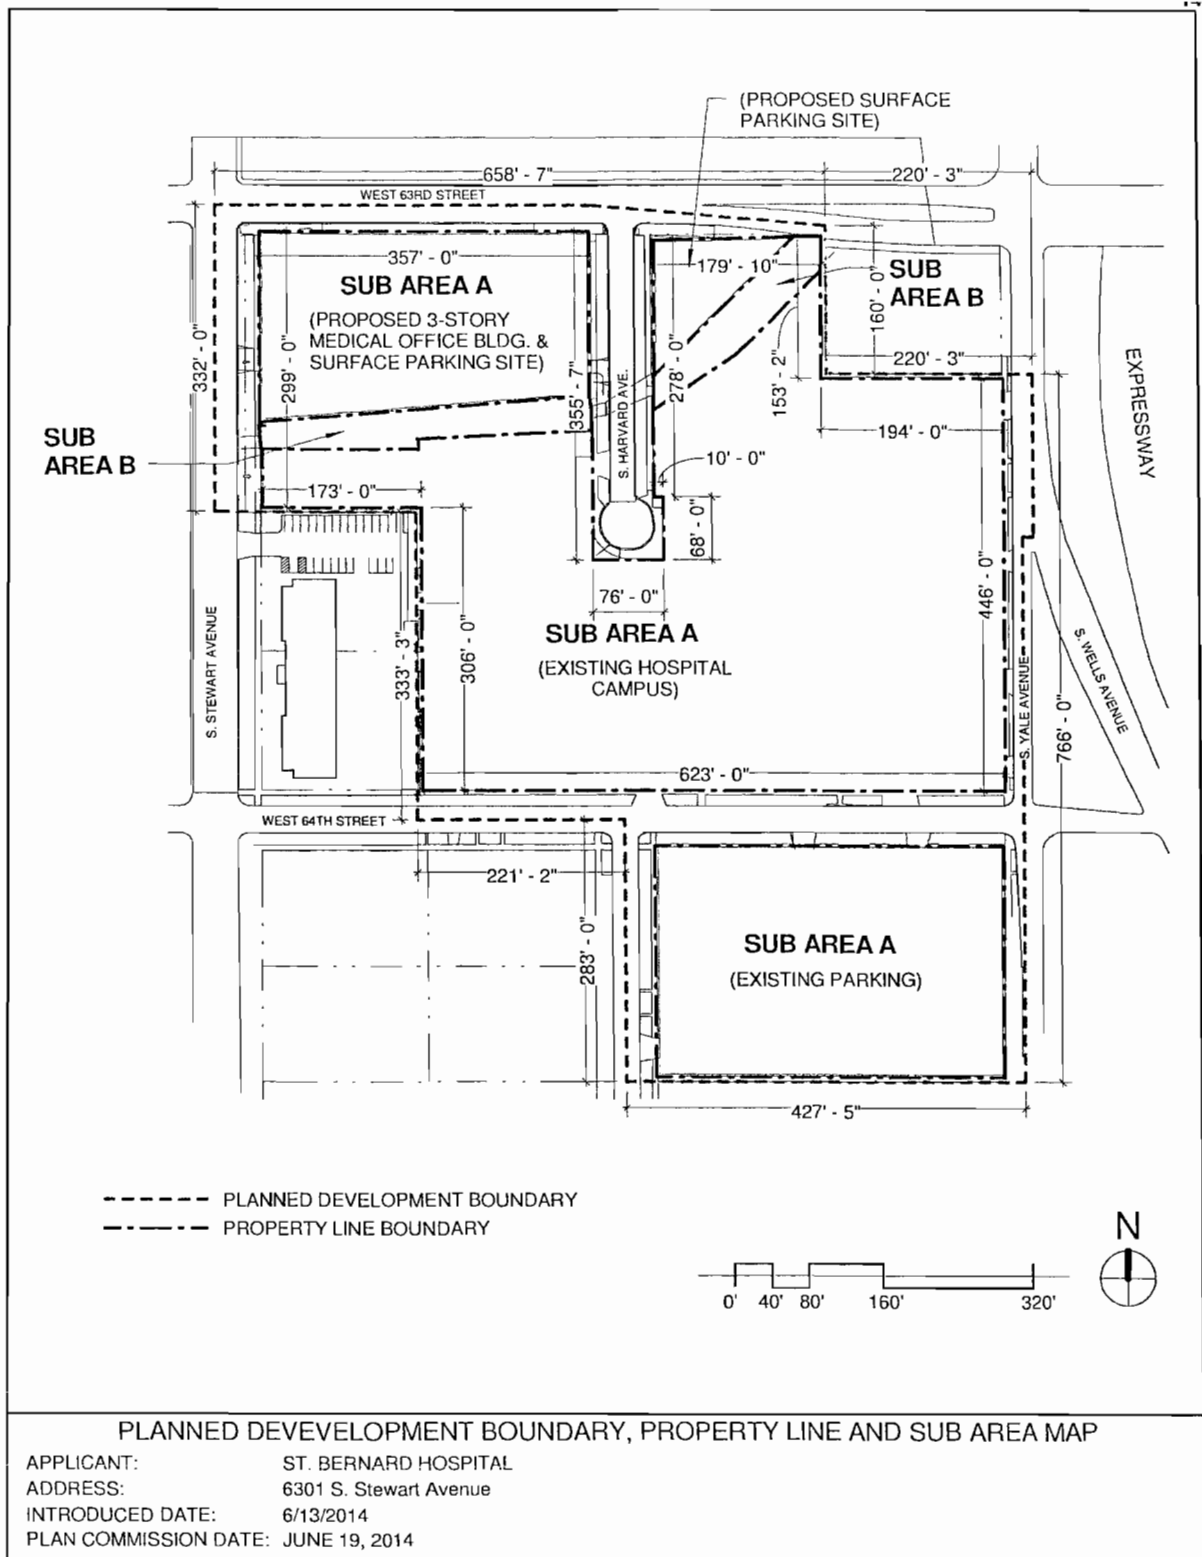 (PROPOSED SURFACE
PARKING SITE)
658' - 7"
220' - 3"
WEST 63RD STREET
357' - 0"
179' - 10"
SUB AREA A
(PROPOSED 3-STORY
MEDICAL OFFICE BLDG. &
SURFACE PARKING SITE)
SUB
AREA B
160' - 0"
332' - 0"
299' - 0"
355' - 7"
278' - 0"
153' - 2"
220' - 3"
S. HARVARD AVE.
EXPRESSWAY
SUB
AREA B
194' - 0"
10' - 0"
173' - 0"
68' - 0"
76' - 0"
446' - 0"
SUB AREA A
(EXISTING HOSPITAL
CAMPUS)
S. STEWART AVENUE
333' - 3"
306' - 0"
S. YALE AVENUE
766' - 0"
S. WELLS AVENUE
623' - 0"
WEST 64TH STREET
221' - 2"
283' - 0"
SUB AREA A
(EXISTING PARKING)
427' - 5"
PLANNED DEVELOPMENT BOUNDARY
PROPERTY LINE BOUNDARY
N
0' 40' 80' 160' 320'
PLANNED DEVEVELOPMENT BOUNDARY, PROPERTY LINE AND SUB AREA MAP
APPLICANT: ST. BERNARD HOSPITAL
ADDRESS: 6301 S. Stewart Avenue
INTRODUCED DATE: 6/13/2014
PLAN COMMISSION DATE: JUNE 19, 2014